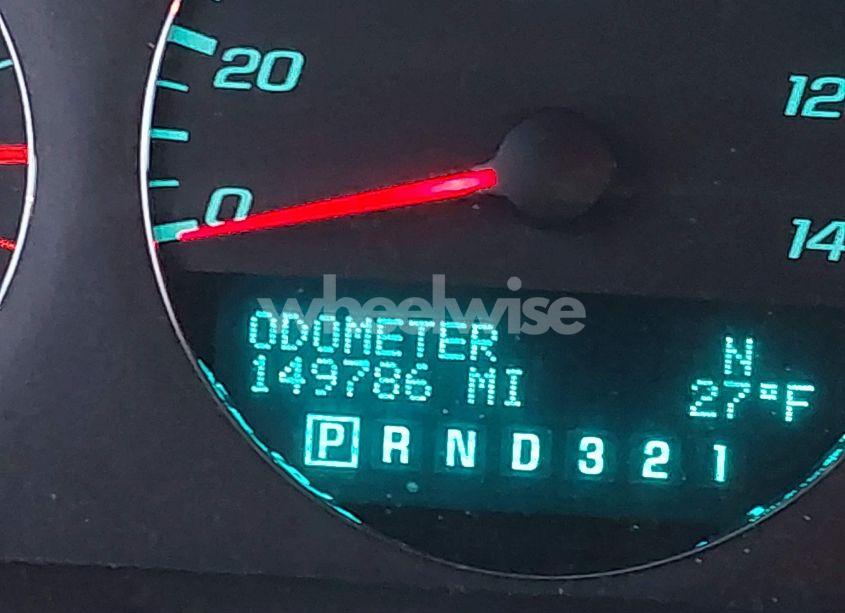 20
0
12
14
wheelwise
ODOMETER N
149786 MI 27°F
P R N D 3 2 1